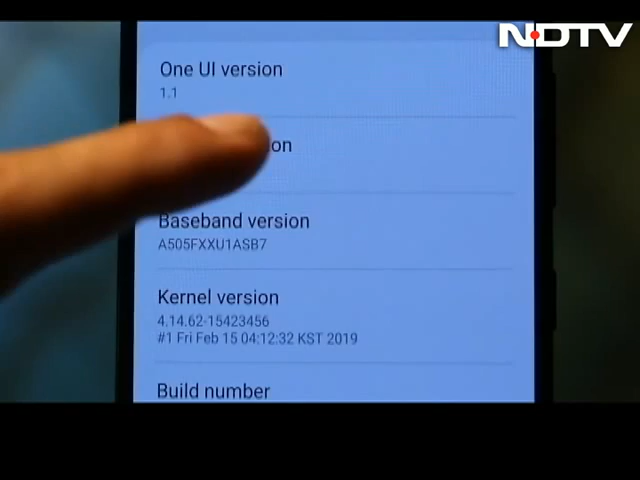 NDTV
One UI version
1.1
on
Baseband version
A505FXXU1ASB7
Kernel version
4.14.62-15423456
#1 Fri Feb 15 04:12:32 KST 2019
Build number